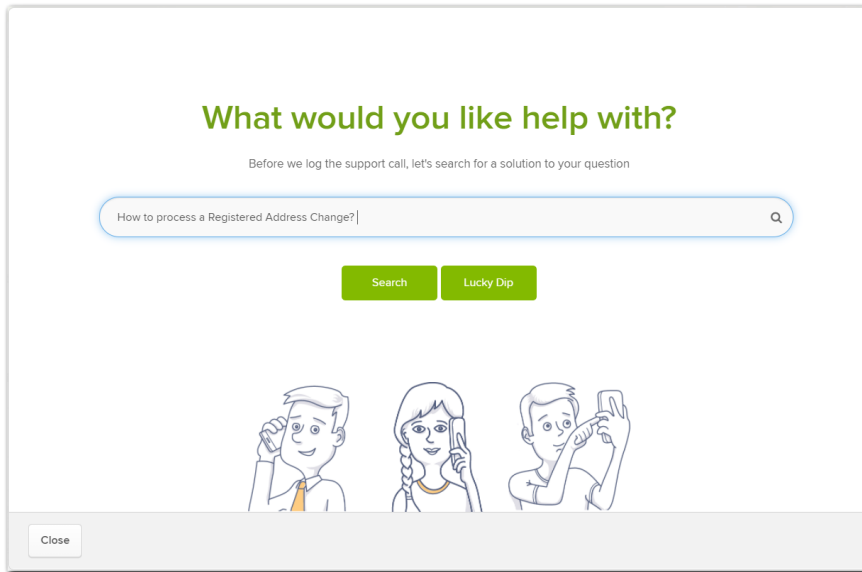 What would you like help with?
Before we log the support call, let's search for a solution to your question
How to process a Registered Address Change?
Search
Lucky Dip
Close